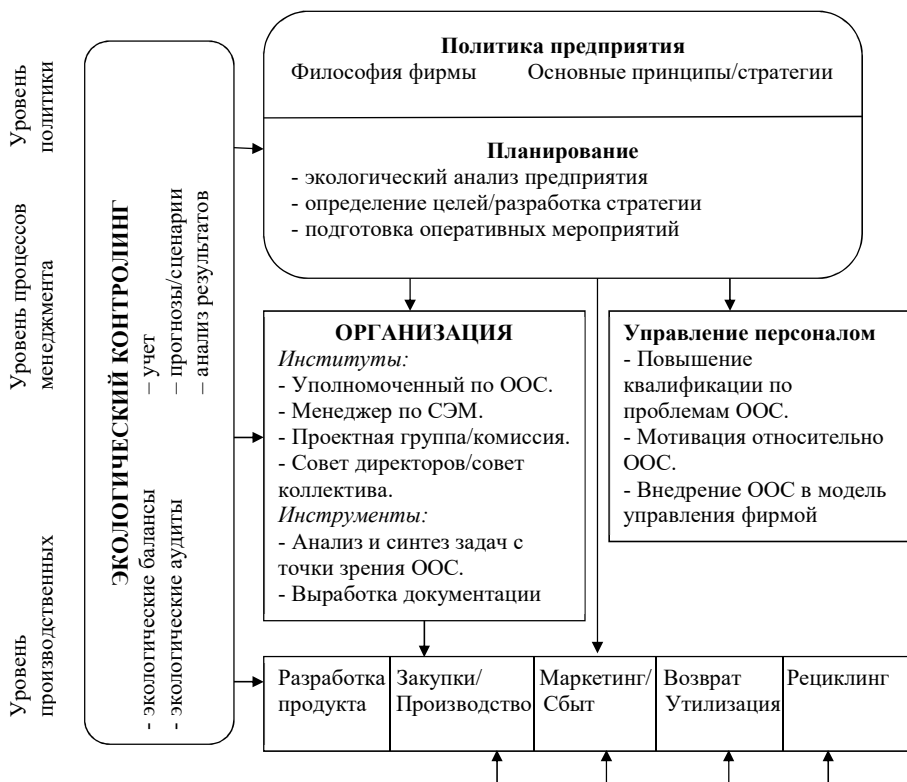 Уровень
политики
Уровень процессов
менеджмента
Уровень
производственных
ЭКОЛОГИЧЕСКИЙ КОНТРОЛИНГ
– учет
– прогнозы/сценарии
– анализ результатов
- экологические балансы
- экологические аудиты
Политика предприятия
Философия фирмы Основные принципы/стратегии
Планирование
- экологический анализ предприятия
- определение целей/разработка стратегии
- подготовка оперативных мероприятий
ОРГАНИЗАЦИЯ
Институты:
- Уполномоченный по ООС.
- Менеджер по СЭМ.
- Проектная группа/комиссия.
- Совет директоров/совет
коллектива.
Инструменты:
- Анализ и синтез задач с
точки зрения ООС.
- Выработка документации
Управление персоналом
- Повышение
квалификации по
проблемам ООС.
- Мотивация относительно
ООС.
- Внедрение ООС в модель
управления фирмой
Разработка
продукта
Закупки/
Производство
Маркетинг/
Сбыт
Возврат
Утилизация
Рециклинг